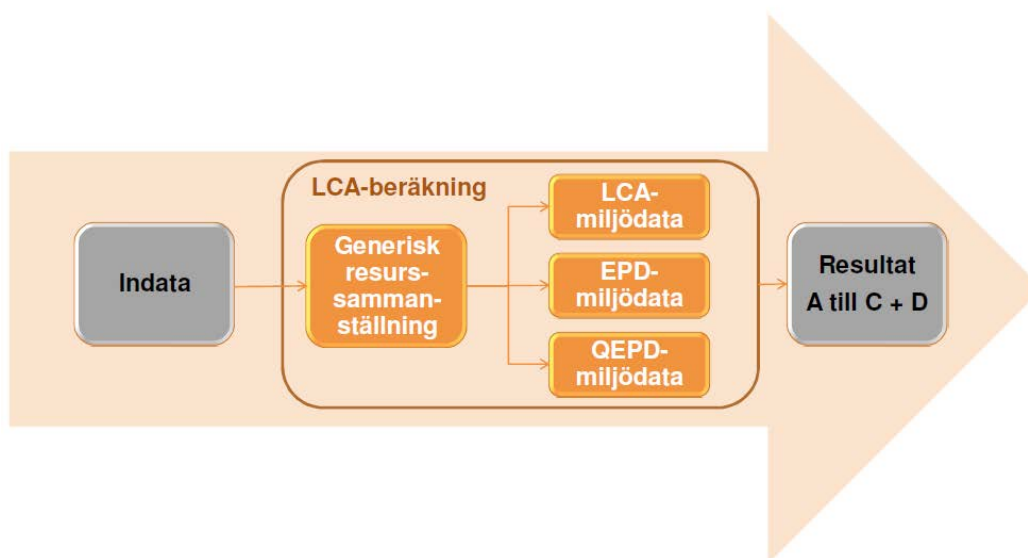 LCA-beräkning
Indata
Generisk
resurs-
samman-
ställning
LCA-
miljödata
EPD-
miljödata
QEPD-
miljödata
Resultat
A till C + D